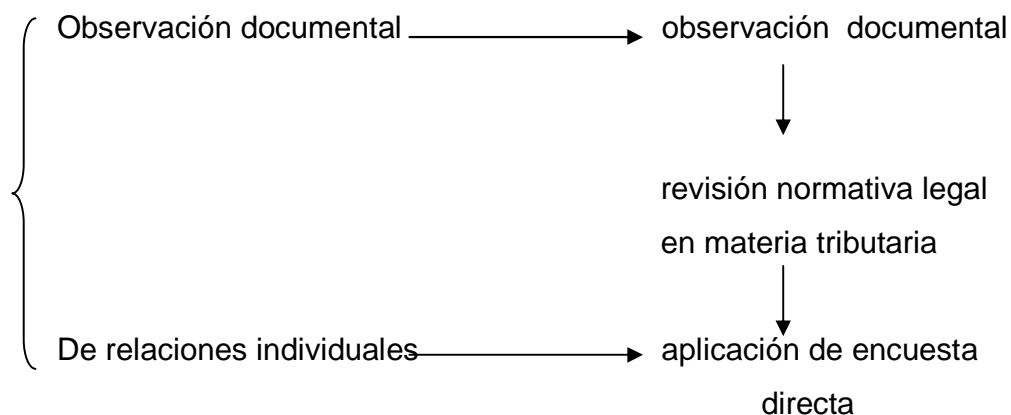 Observación documental observación documental
revisión normativa legal
en materia tributaria
De relaciones individuales aplicación de encuesta
directa